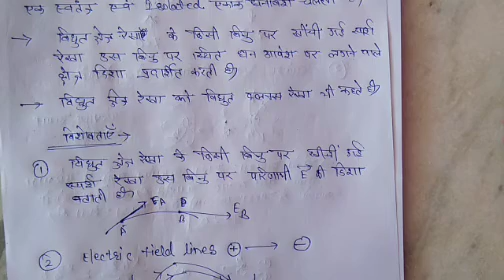 एक स्वतंत्र एवं Isolated एकांक धनावेश चलता है।
→ विद्युत क्षेत्र रेखा के किसी बिन्दु पर खींची गई स्पर्श
रेखा उस बिन्दु पर स्थित धन आवेश पर लगने वाले
दिशा प्रदर्शित करती है।
→ विद्युत क्षेत्र रेखा को विद्युत रेखा भी कहते है।
विशेषताएँ →
① विद्युत क्षेत्र रेखा के किसी बिन्दु पर खींची गई
स्पर्श रेखा उस बिन्दु पर परिणामी E की दिशा
बताती है।
EA
B
EB
A
② Electric field lines ⊕ → ⊖